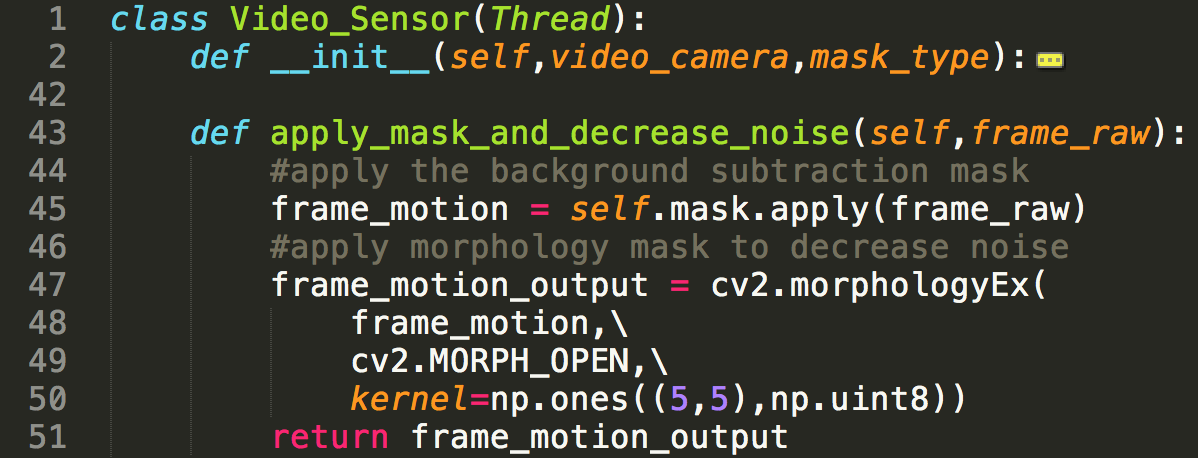 1 class Video_Sensor(Thread):
2 def __init__(self,video_camera,mask_type):
42
43 def apply_mask_and_decrease_noise(self,frame_raw):
44 #apply the background subtraction mask
45 frame_motion = self.mask.apply(frame_raw)
46 #apply morphology mask to decrease noise
47 frame_motion_output = cv2.morphologyEx(
48 frame_motion,\
49 cv2.MORPH_OPEN,\
50 kernel=np.ones((5,5),np.uint8))
51 return frame_motion_output